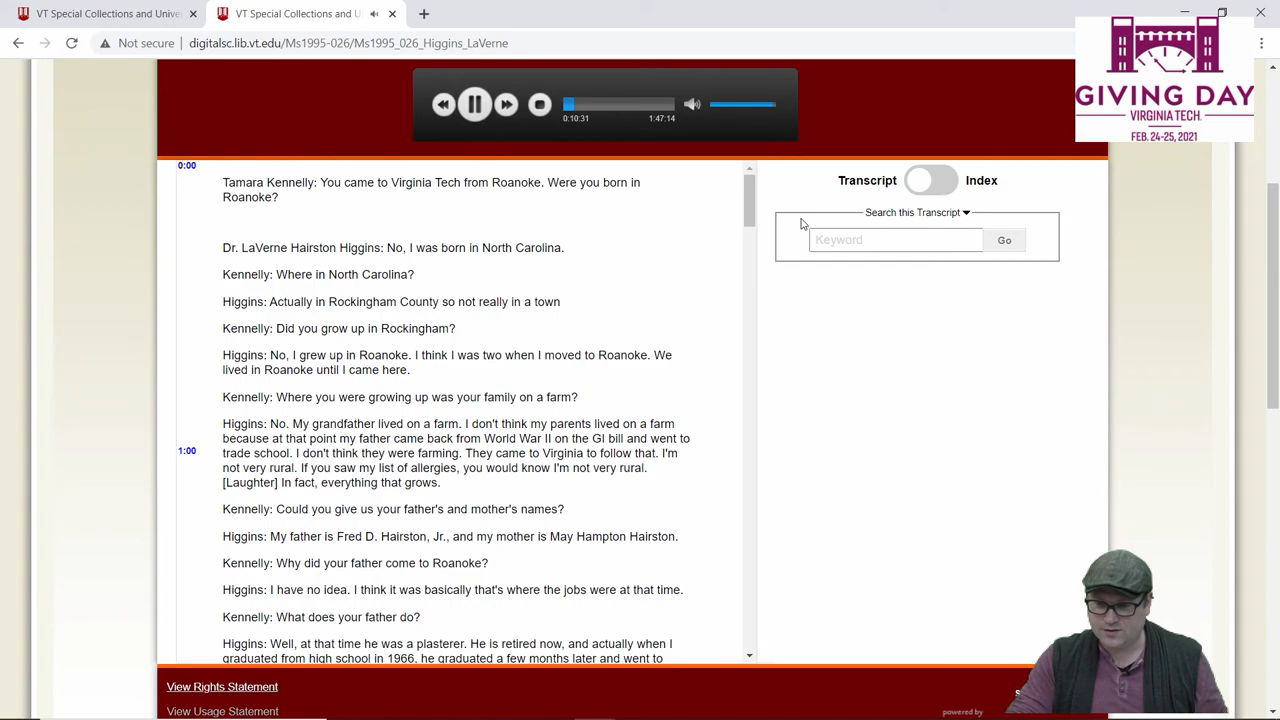 VT Special Collections and Univer
VT Special Collections and U
Not secure
digitalsc.lib.vt.edu/Ms1995-026/Ms1995_026_Higgins_LaVerne
GIVING DAY
VIRGINIA TECH.
FEB. 24-25, 2021
0:10:31
1:47:14
0:00
Tamara Kennelly: You came to Virginia Tech from Roanoke. Were you born in
Roanoke?
Dr. LaVerne Hairston Higgins: No, I was born in North Carolina.
Kennelly: Where in North Carolina?
Higgins: Actually in Rockingham County so not really in a town
Kennelly: Did you grow up in Rockingham?
Higgins: No, I grew up in Roanoke. I think I was two when I moved to Roanoke. We
lived in Roanoke until I came here.
Kennelly: Where you were growing up was your family on a farm?
Higgins: No. My grandfather lived on a farm. I don't think my parents lived on a farm
because at that point my father came back from World War II on the GI bill and went to
1:00
trade school. I don't think they were farming. They came to Virginia to follow that. I'm
not very rural. If you saw my list of allergies, you would know I'm not very rural.
[Laughter] In fact, everything that grows.
Kennelly: Could you give us your father's and mother's names?
Higgins: My father is Fred D. Hairston, Jr., and my mother is May Hampton Hairston.
Kennelly: Why did your father come to Roanoke?
Higgins: I have no idea. I think it was basically that's where the jobs were at that time.
Kennelly: What does your father do?
Higgins: Well, at that time he was a plasterer. He is retired now, and actually when I
graduated from high school in 1966, he graduated a few months later and went to
Transcript
Index
Search this Transcript
Keyword
Go
View Rights Statement
View Usage Statement
powered by